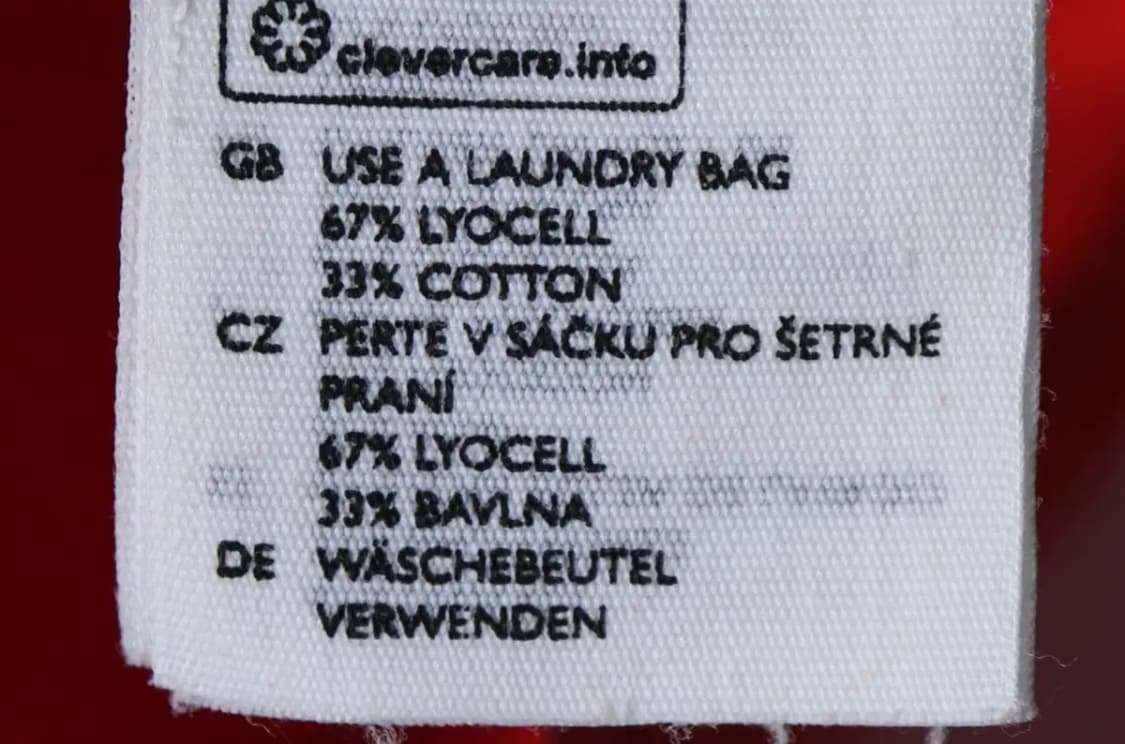 clevercare.info
GB USE A LAUNDRY BAG
67% LYOCELL
33% COTTON
CZ PERTE V SÁČKU PRO ŠETRNÉ
PRANÍ
67% LYOCELL
33% BAVLNA
DE WÄSCHEBEUTEL
VERWENDEN